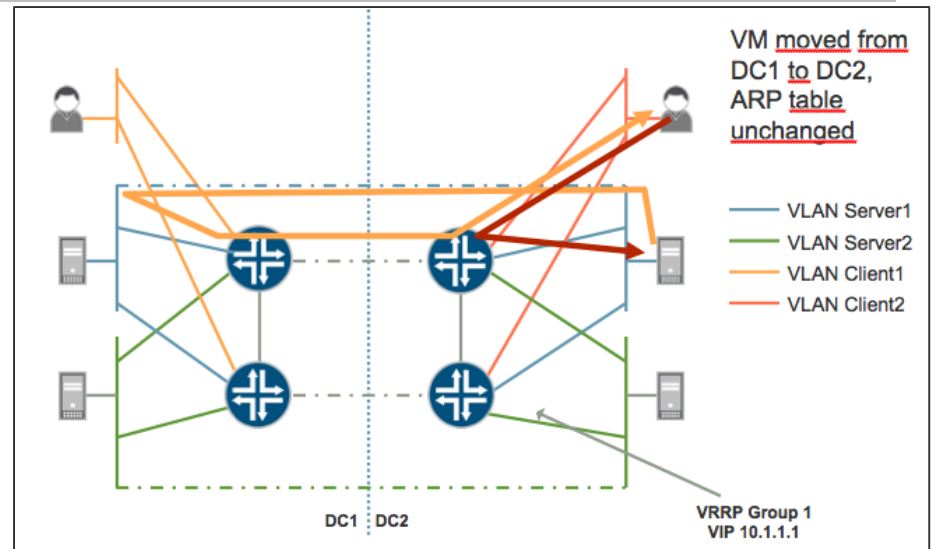 VM moved from
DC1 to DC2,
ARP table
unchanged
VLAN Server1
VLAN Server2
VLAN Client1
VLAN Client2
DC1
DC2
VRRP Group 1
VIP 10.1.1.1